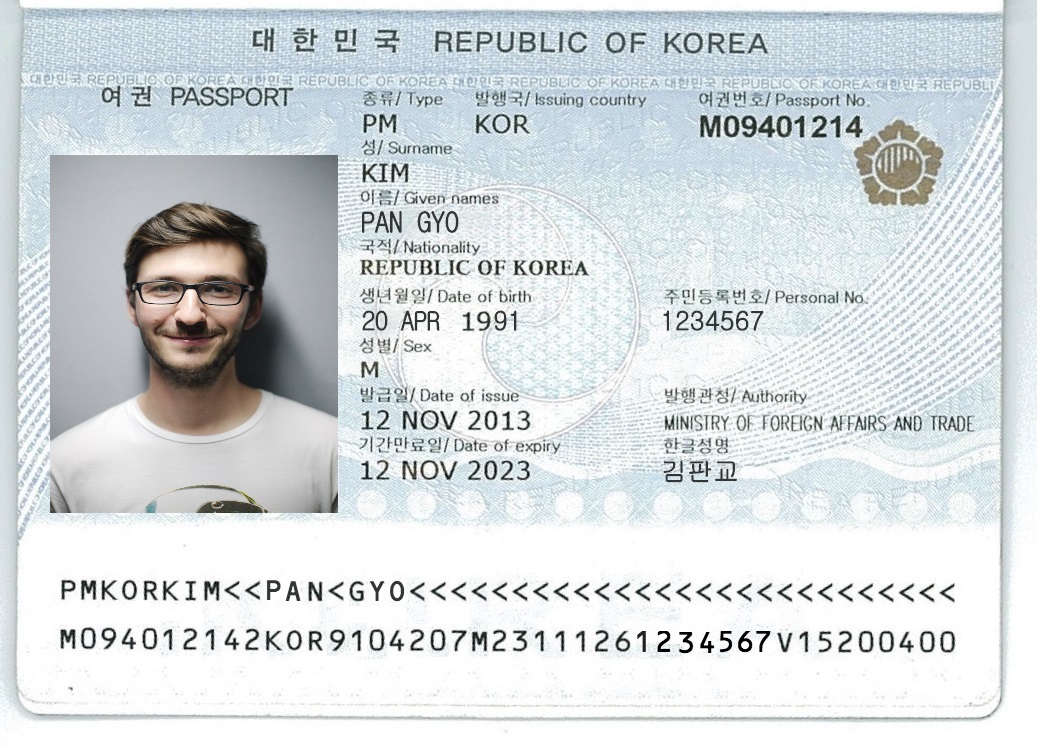 대한민국 REPUBLIC OF KOREA
대한민국 REPUBLIC OF KOREA 대한민국 REPUBLIC OF KOREA 대한민국 REPUBLIC OF KOREA 대한민국 REPUBLIC OF KOREA 대한민국 REPUBLI
여권 PASSPORT
종류/ Type 발행국/ Issuing country 여권번호/ Passport No.
PM KOR M09401214
성/ Surname
KIM
이름/ Given names
PAN GYO
국적/ Nationality
REPUBLIC OF KOREA
생년월일/ Date of birth 주민등록번호/ Personal No.
20 APR 1991 1234567
성별/ Sex
M
발급일/ Date of issue 발행관청/ Authority
12 NOV 2013 MINISTRY OF FOREIGN AFFAIRS AND TRADE
기간만료일/ Date of expiry 한글성명
12 NOV 2023 김판교
PMKORKIM<<PAN<GYO<<<<<<<<<<<<<<<<<<<<<<<<<<<
M094012142KOR9104207M23111261234567V15200400